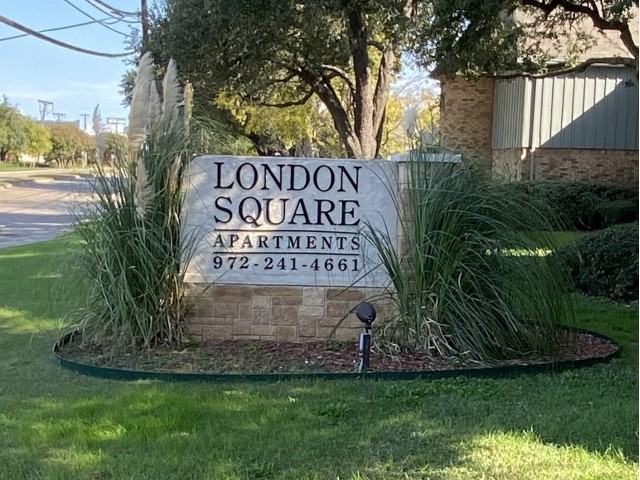 LONDON
SQUARE
APARTMENTS
972-241-4661